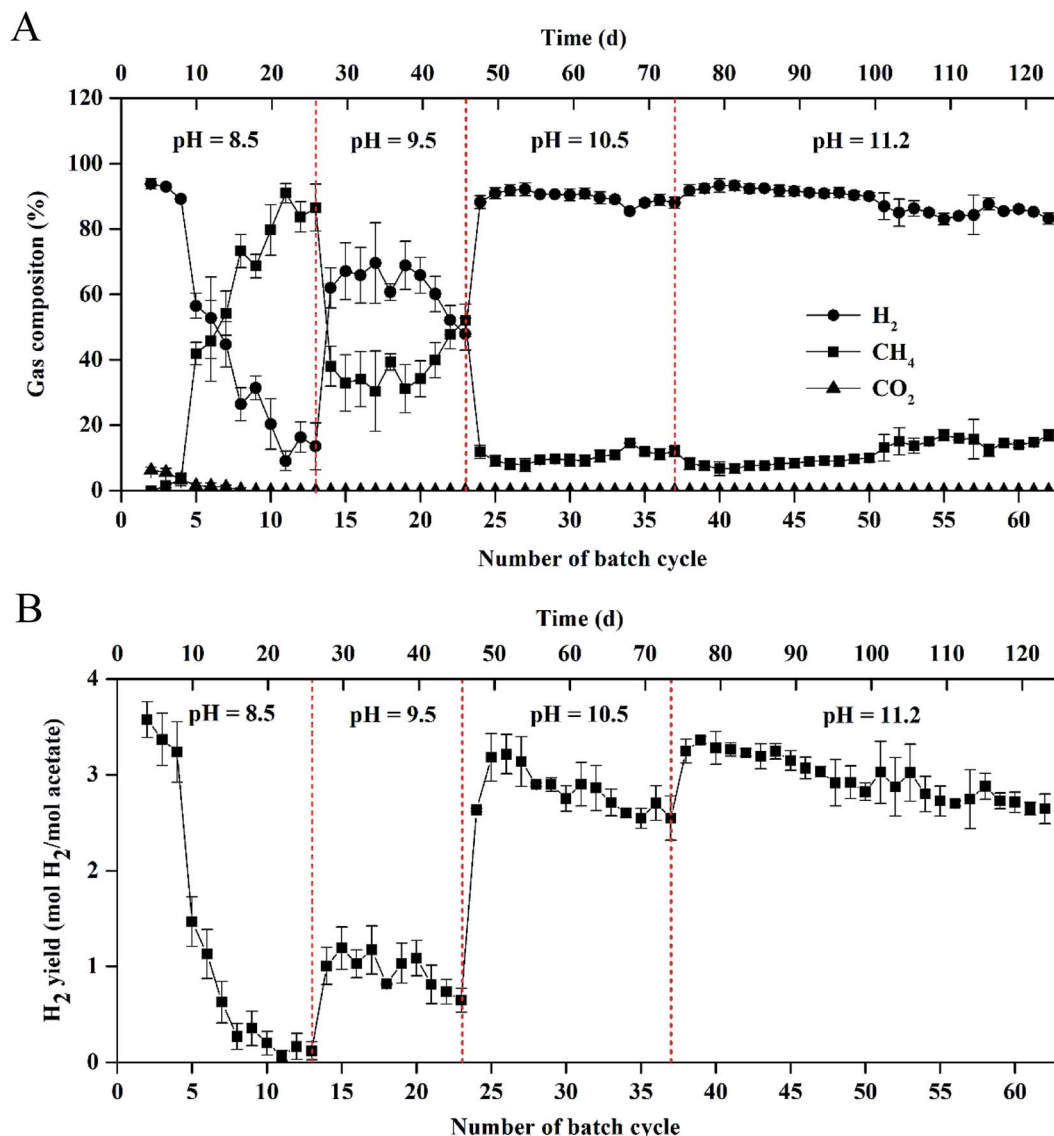 A
Time (d)
0 10 20 30 40 50 60 70 80 90 100 110 120
120
pH = 8.5 pH = 9.5 pH = 10.5 pH = 11.2
100
80
60
40
20
0
Gas compositon (%)
H2
CH4
CO2
0 5 10 15 20 25 30 35 40 45 50 55 60
Number of batch cycle
B
Time (d)
0 10 20 30 40 50 60 70 80 90 100 110 120
4
pH = 8.5 pH = 9.5 pH = 10.5 pH = 11.2
3
2
1
0
H2 yield (mol H2/mol acetate)
0 5 10 15 20 25 30 35 40 45 50 55 60
Number of batch cycle